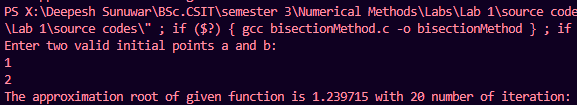 PS X:\Deepesh Sunuwar\BSc.CSIT\semester 3\Numerical Methods\Labs\Lab 1\source code
\Lab 1\source codes\" ; if ($?) { gcc bisectionMethod.c -o bisectionMethod } ; if
Enter two valid initial points a and b:
1
2
The approximation root of given function is 1.239715 with 20 number of iteration: